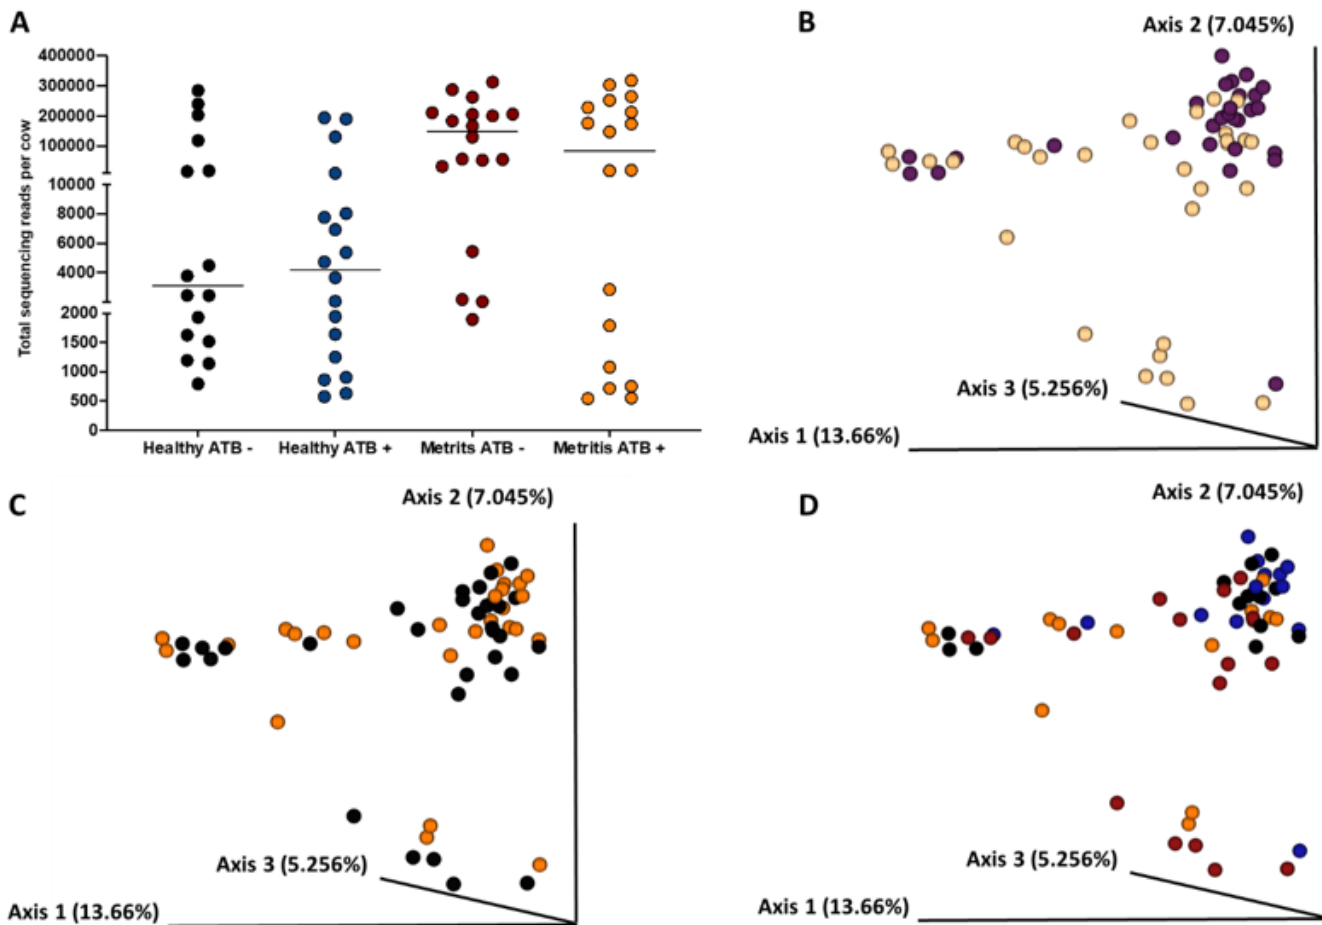 A
Total sequencing reads per cow
400000
300000
200000
100000
10000
8000
6000
4000
2000
1500
1000
500
0
Healthy ATB -
Healthy ATB +
Metrits ATB -
Metritis ATB +
B
Axis 2 (7.045%)
Axis 3 (5.256%)
Axis 1 (13.66%)
C
Axis 2 (7.045%)
Axis 3 (5.256%)
Axis 1 (13.66%)
D
Axis 2 (7.045%)
Axis 3 (5.256%)
Axis 1 (13.66%)